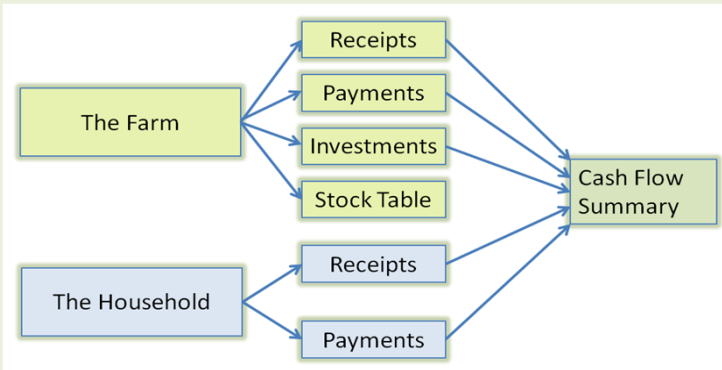 The Farm
Receipts
Payments
Investments
Stock Table
The Household
Receipts
Payments
Cash Flow
Summary